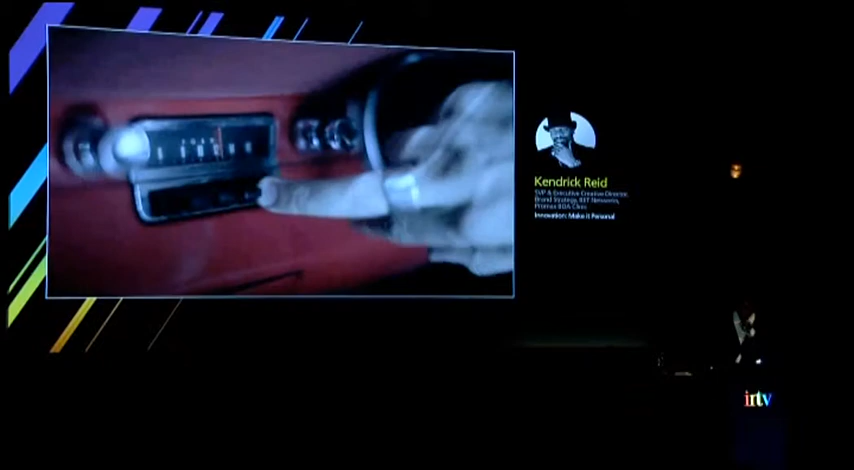 Kendrick Reid
SVP & Executive Creative Director,
Brand Strategy, BET Networks,
Promax BDA Chair
Innovation: Make it Personal
irtv